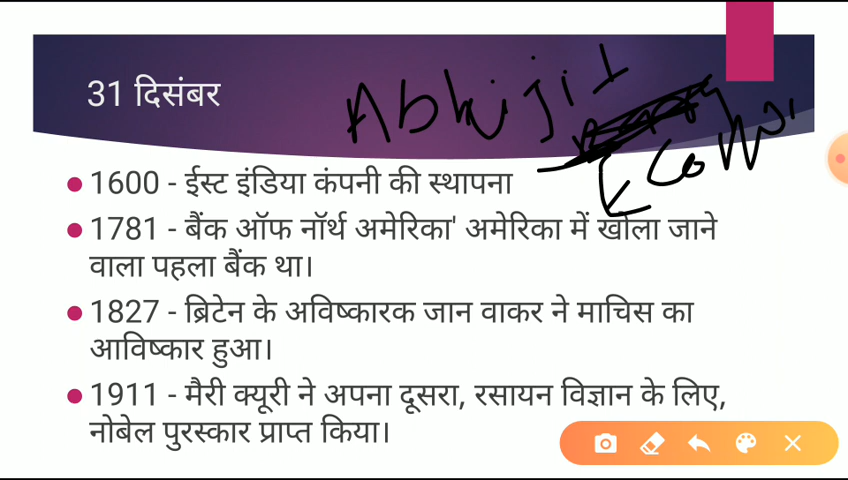 31 दिसंबर
Abhijit
1600 - ईस्ट इंडिया कंपनी की स्थापना
1781 - बैंक ऑफ नॉर्थ अमेरिका' अमेरिका में खोला जाने
वाला पहला बैंक था।
1827 - ब्रिटेन के अविष्कारक जान वाकर ने माचिस का
आविष्कार हुआ।
1911 - मैरी क्यूरी ने अपना दूसरा, रसायन विज्ञान के लिए,
नोबेल पुरस्कार प्राप्त किया।